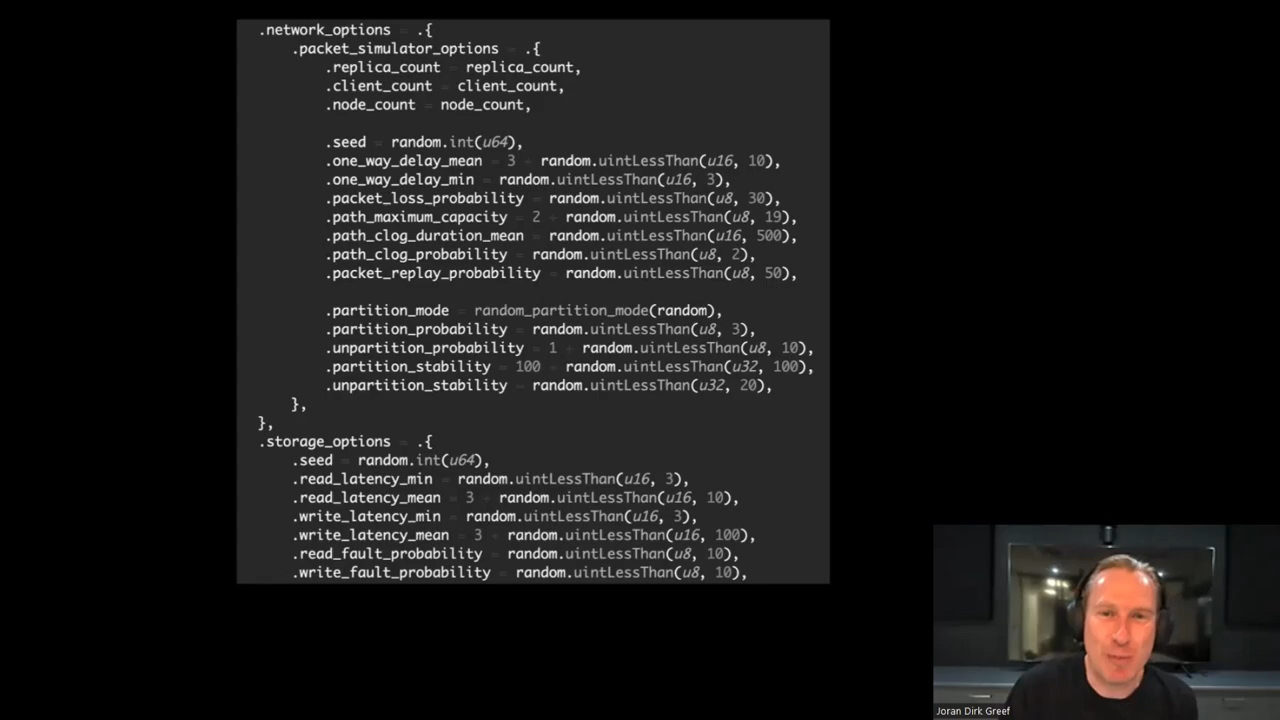 .network_options = .{
.packet_simulator_options = .{
.replica_count = replica_count,
.client_count = client_count,
.node_count = node_count,
.seed = random.int(u64),
.one_way_delay_mean = 3 + random.uintLessThan(u16, 10),
.one_way_delay_min = random.uintLessThan(u16, 3),
.packet_loss_probability = random.uintLessThan(u8, 30),
.path_maximum_capacity = 2 + random.uintLessThan(u8, 19),
.path_clog_duration_mean = random.uintLessThan(u16, 500),
.path_clog_probability = random.uintLessThan(u8, 2),
.packet_replay_probability = random.uintLessThan(u8, 50),
.partition_mode = random_partition_mode(random),
.partition_probability = random.uintLessThan(u8, 3),
.unpartition_probability = 1 + random.uintLessThan(u8, 10),
.partition_stability = 100 + random.uintLessThan(u32, 100),
.unpartition_stability = random.uintLessThan(u32, 20),
},
},
.storage_options = .{
.seed = random.int(u64),
.read_latency_min = random.uintLessThan(u16, 3),
.read_latency_mean = 3 + random.uintLessThan(u16, 10),
.write_latency_min = random.uintLessThan(u16, 3),
.write_latency_mean = 3 + random.uintLessThan(u16, 100),
.read_fault_probability = random.uintLessThan(u8, 10),
.write_fault_probability = random.uintLessThan(u8, 10),
Joran Dirk Greef